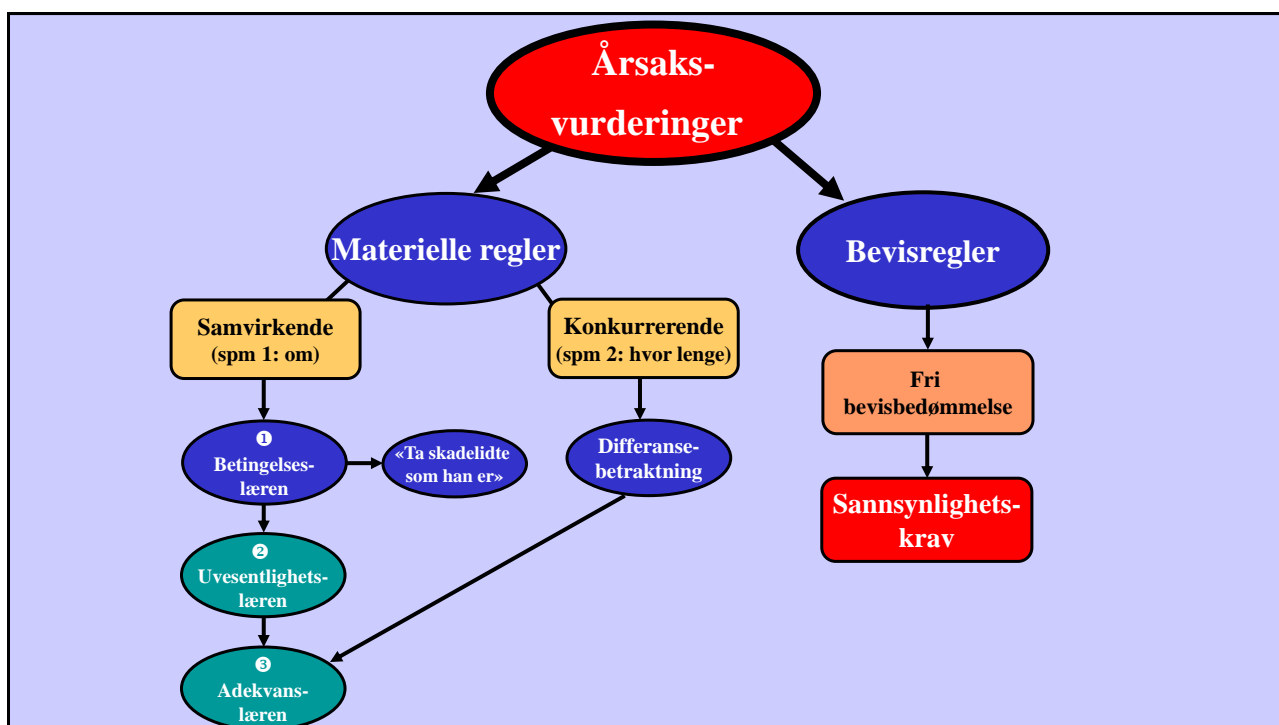 Årsaks-
vurderinger
Materielle regler
Bevisregler
Samvirkende
(spm 1: om)
Konkurrerende
(spm 2: hvor lenge)
Fri
bevisbedømmelse
❶
Betingelses-
læren
«Ta skadelidte
som han er»
Differanse-
betraktning
Sannsynlighets-
krav
❷
Uvesentlighets-
læren
❸
Adekvans-
læren